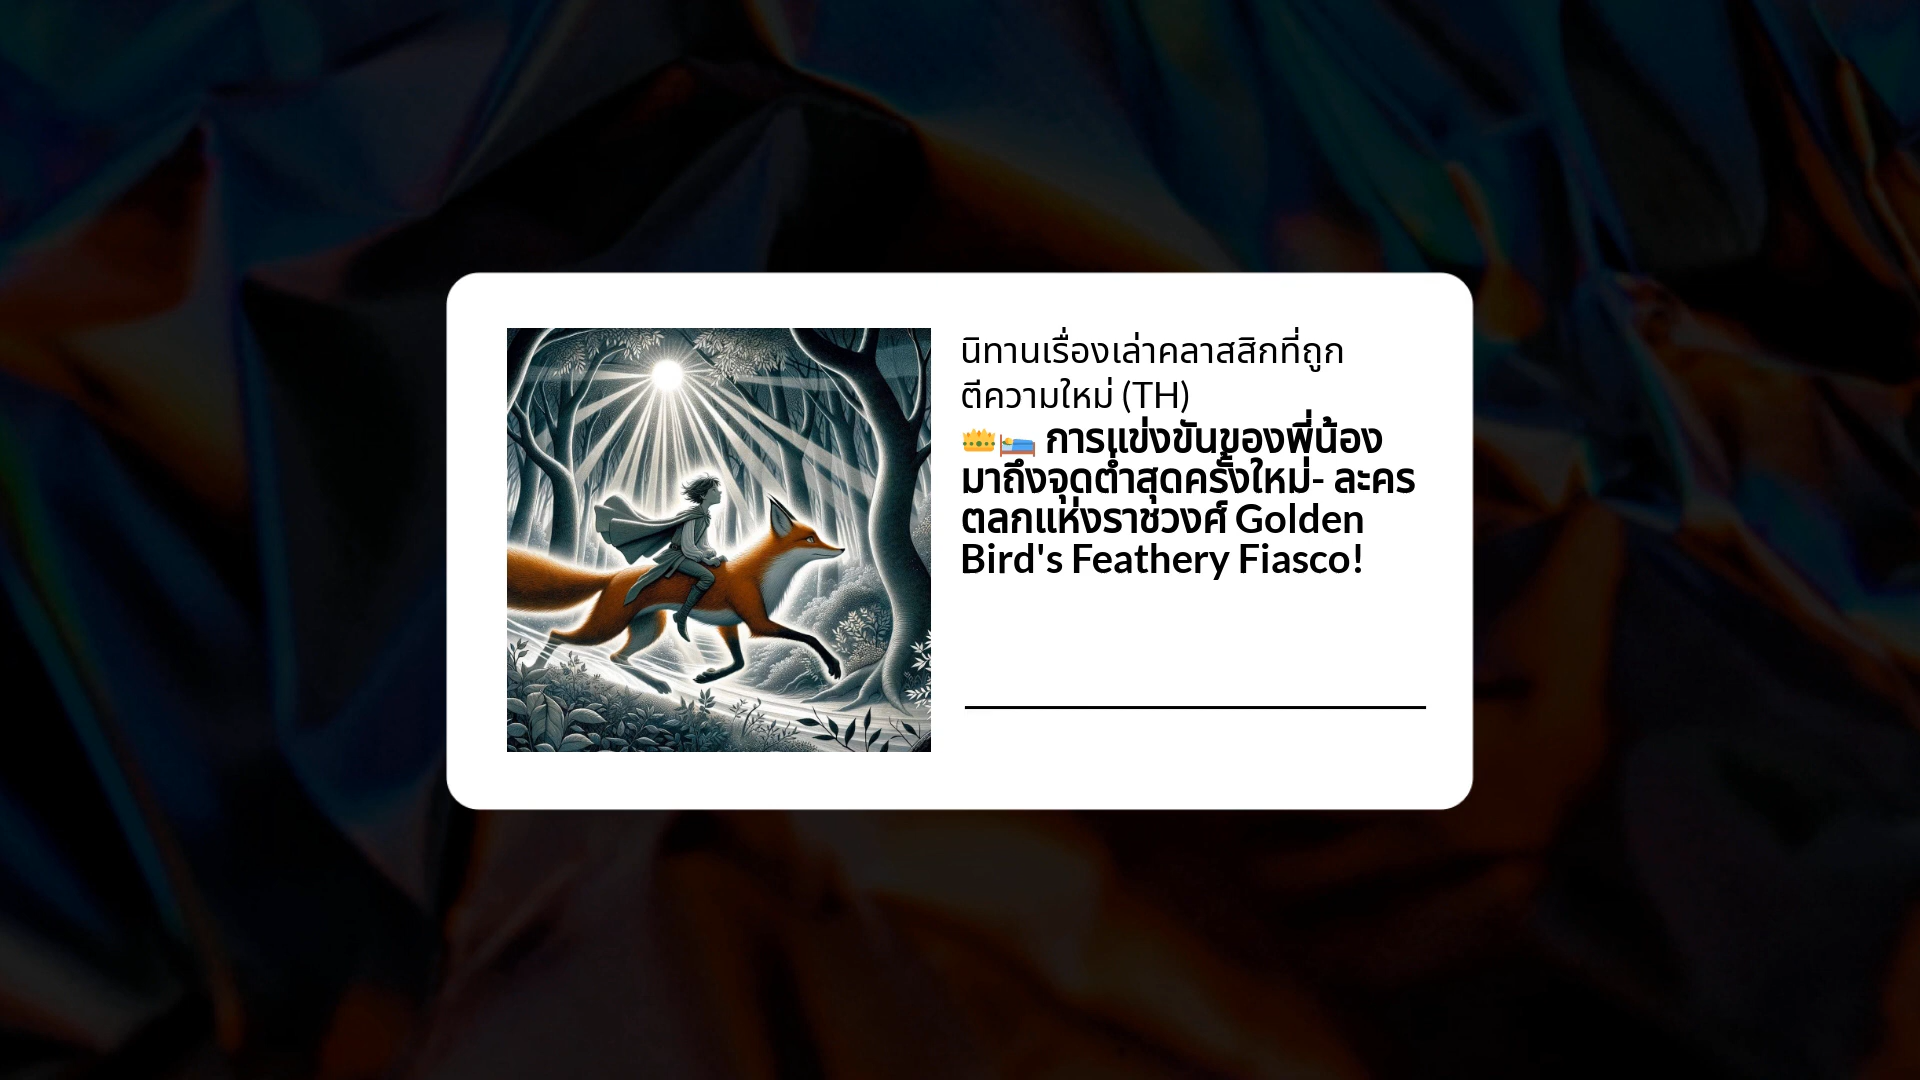 นิทานเรื่องเล่าคลาสสิกที่ถูก
ตีความใหม่ (TH)
👑🛌 การแข่งขันของพี่น้อง
มาถึงจุดต่ำสุดครั้งใหม่- ละคร
ตลกแห่งราชวงศ์ Golden
Bird's Feathery Fiasco!